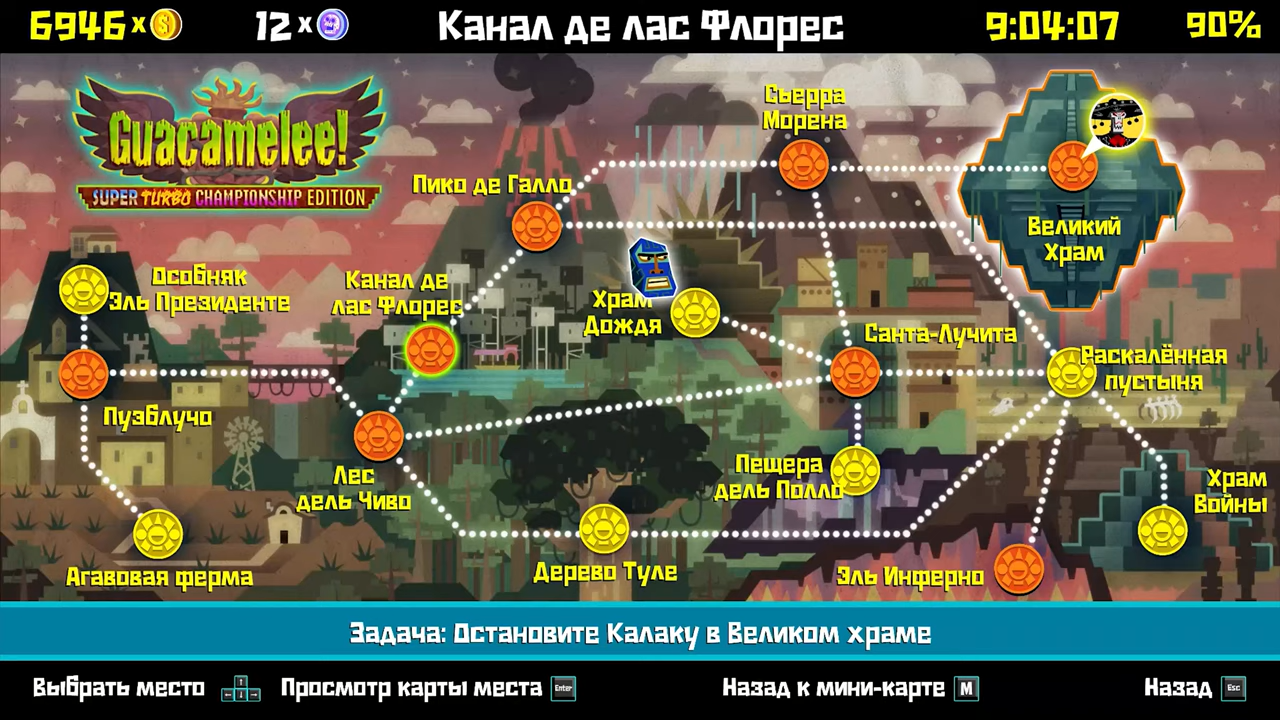 6946 x 12 x Канал де лас Флорес 9:04:07 90%
Guacamelee!
SUPER TURBO CHAMPIONSHIP EDITION
Сьерра
Морена
Пико де Галло
Великий
Храм
Особняк
Эль Президенте
Канал де
лас Флорес
Храм
Дождя
Санта-Лучита
Раскалённая
пустыня
Пуэблучо
Лес
дель Чиво
Пещера
дель Полло
Храм
Войны
Агавовая ферма
Дерево Туле
Эль Инферно
Задача: Остановите Калаку в Великом храме
Выбрать место Просмотр карты места Enter Назад к мини-карте M Назад Esc